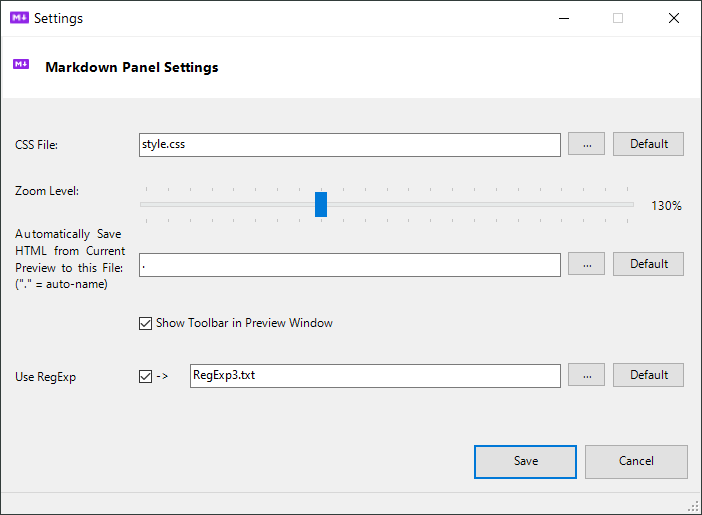 M↓ Settings
M↓ Markdown Panel Settings
CSS File: style.css ... Default
Zoom Level: 130%
Automatically Save
HTML from Current
Preview to this File: . ... Default
("." = auto-name)
Show Toolbar in Preview Window
Use RegExp -> RegExp3.txt ... Default
Save Cancel